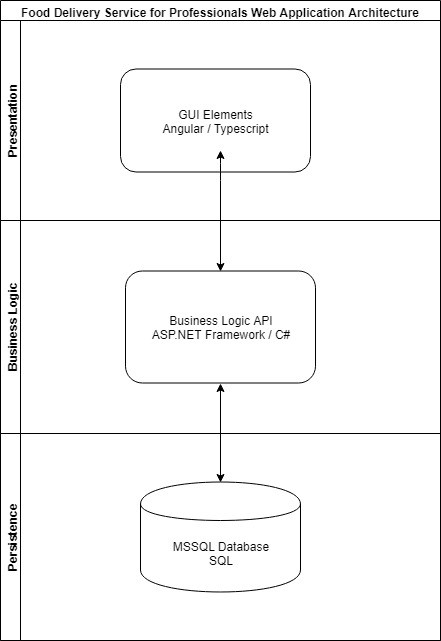 Food Delivery Service for Professionals Web Application Architecture
Presentation
GUI Elements
Angular / Typescript
Business Logic
Business Logic API
ASP.NET Framework / C#
Persistence
MSSQL Database
SQL